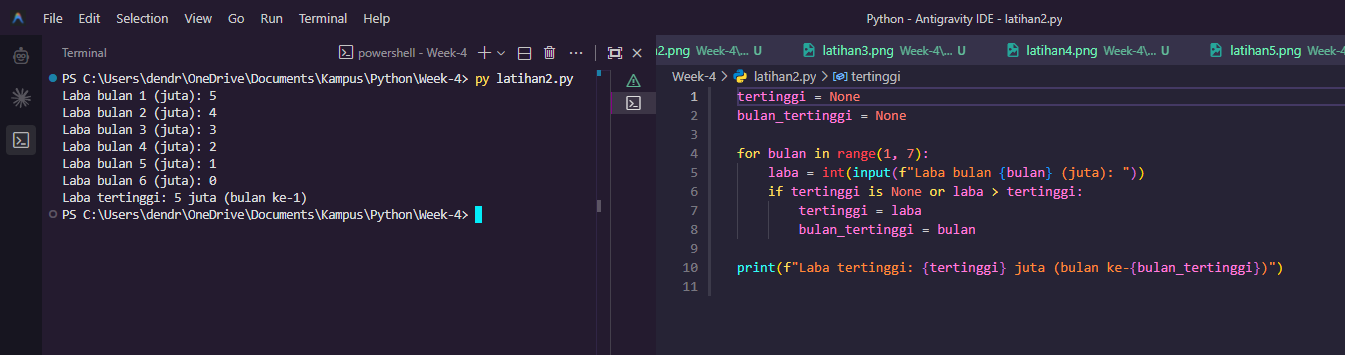 File Edit Selection View Go Run Terminal Help
Python - Antigravity IDE - latihan2.py
Terminal
powershell - Week-4
PS C:\Users\dendr\OneDrive\Documents\Kampus\Python\Week-4> py latihan2.py
Laba bulan 1 (juta): 5
Laba bulan 2 (juta): 4
Laba bulan 3 (juta): 3
Laba bulan 4 (juta): 2
Laba bulan 5 (juta): 1
Laba bulan 6 (juta): 0
Laba tertinggi: 5 juta (bulan ke-1)
PS C:\Users\dendr\OneDrive\Documents\Kampus\Python\Week-4>
2.png Week-4\... U latihan3.png Week-4\... U latihan4.png Week-4\... U latihan5.png Week-4
Week-4 > latihan2.py > tertinggi
1 tertinggi = None
2 bulan_tertinggi = None
3
4 for bulan in range(1, 7):
5 laba = int(input(f"Laba bulan {bulan} (juta): "))
6 if tertinggi is None or laba > tertinggi:
7 tertinggi = laba
8 bulan_tertinggi = bulan
9
10 print(f"Laba tertinggi: {tertinggi} juta (bulan ke-{bulan_tertinggi})")
11